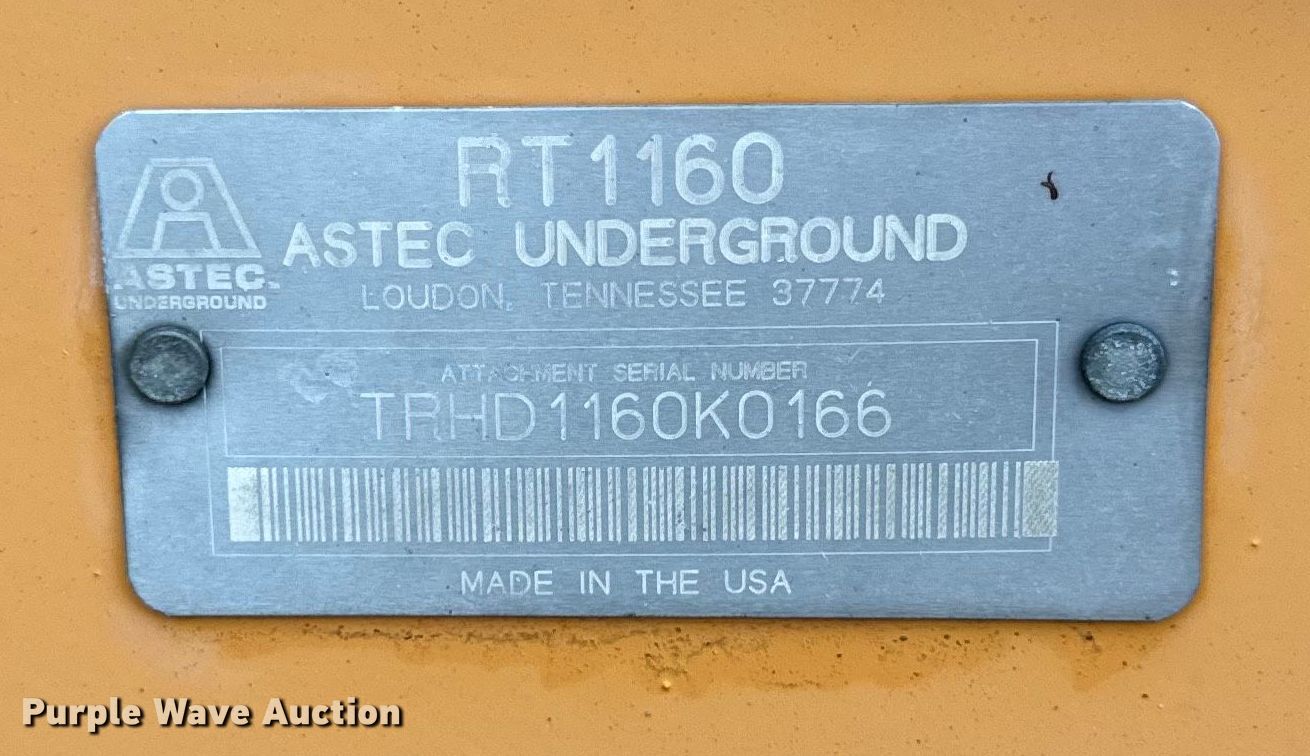 RT1160
ASTEC UNDERGROUND
LOUDON, TENNESSEE 37774
ASTEC
UNDERGROUND
ATTACHMENT SERIAL NUMBER
TRHD1160K0166
MADE IN THE USA
Purple Wave Auction